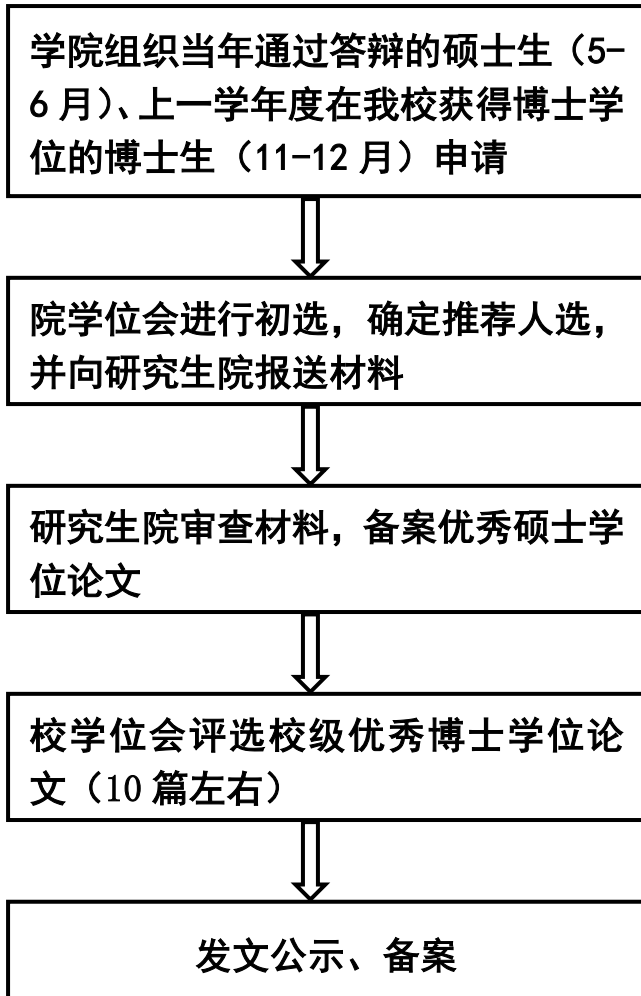 学院组织当年通过答辩的硕士生（5-
6月）、上一学年度在我校获得博士学
位的博士生（11-12月）申请
院学位会进行初选，确定推荐人选，
并向研究生院报送材料
研究生院审查材料，备案优秀硕士学
位论文
校学位会评选校级优秀博士学位论
文（10篇左右）
发文公示、备案